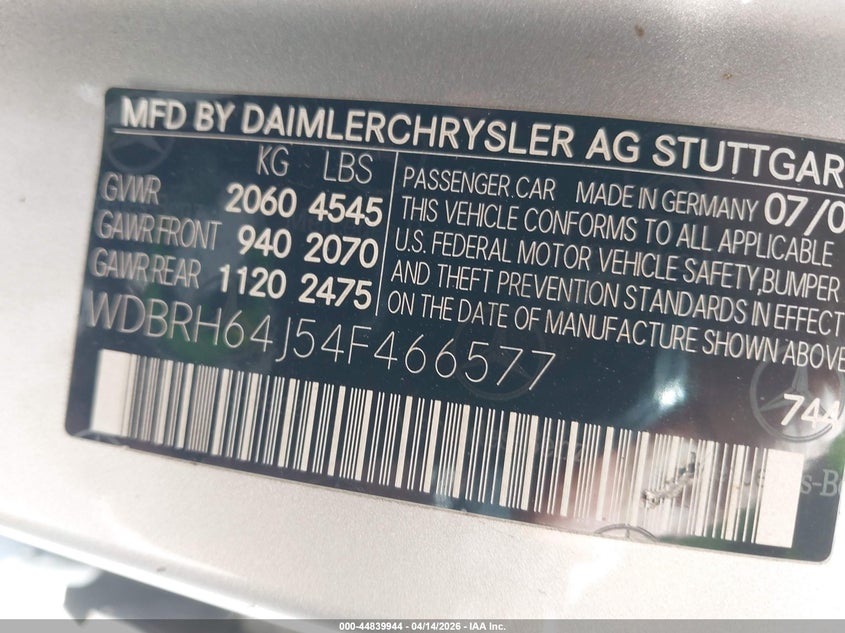 MFD BY DAIMLERCHRYSLER AG STUTTGAR
KG LBS
GVWR 2060 4545
GAWR FRONT 940 2070
GAWR REAR 1120 2475
PASSENGER CAR MADE IN GERMANY 07/0
THIS VEHICLE CONFORMS TO ALL APPLICABLE
U.S. FEDERAL MOTOR VEHICLE SAFETY, BUMPER
AND THEFT PREVENTION STANDARDS IN EFFECT
ON THE DATE OF MANUFACTURE SHOWN ABOVE
WDBRH64J54F466577
744
s-B
000-44839944 - 04/14/2026 - IAA Inc.